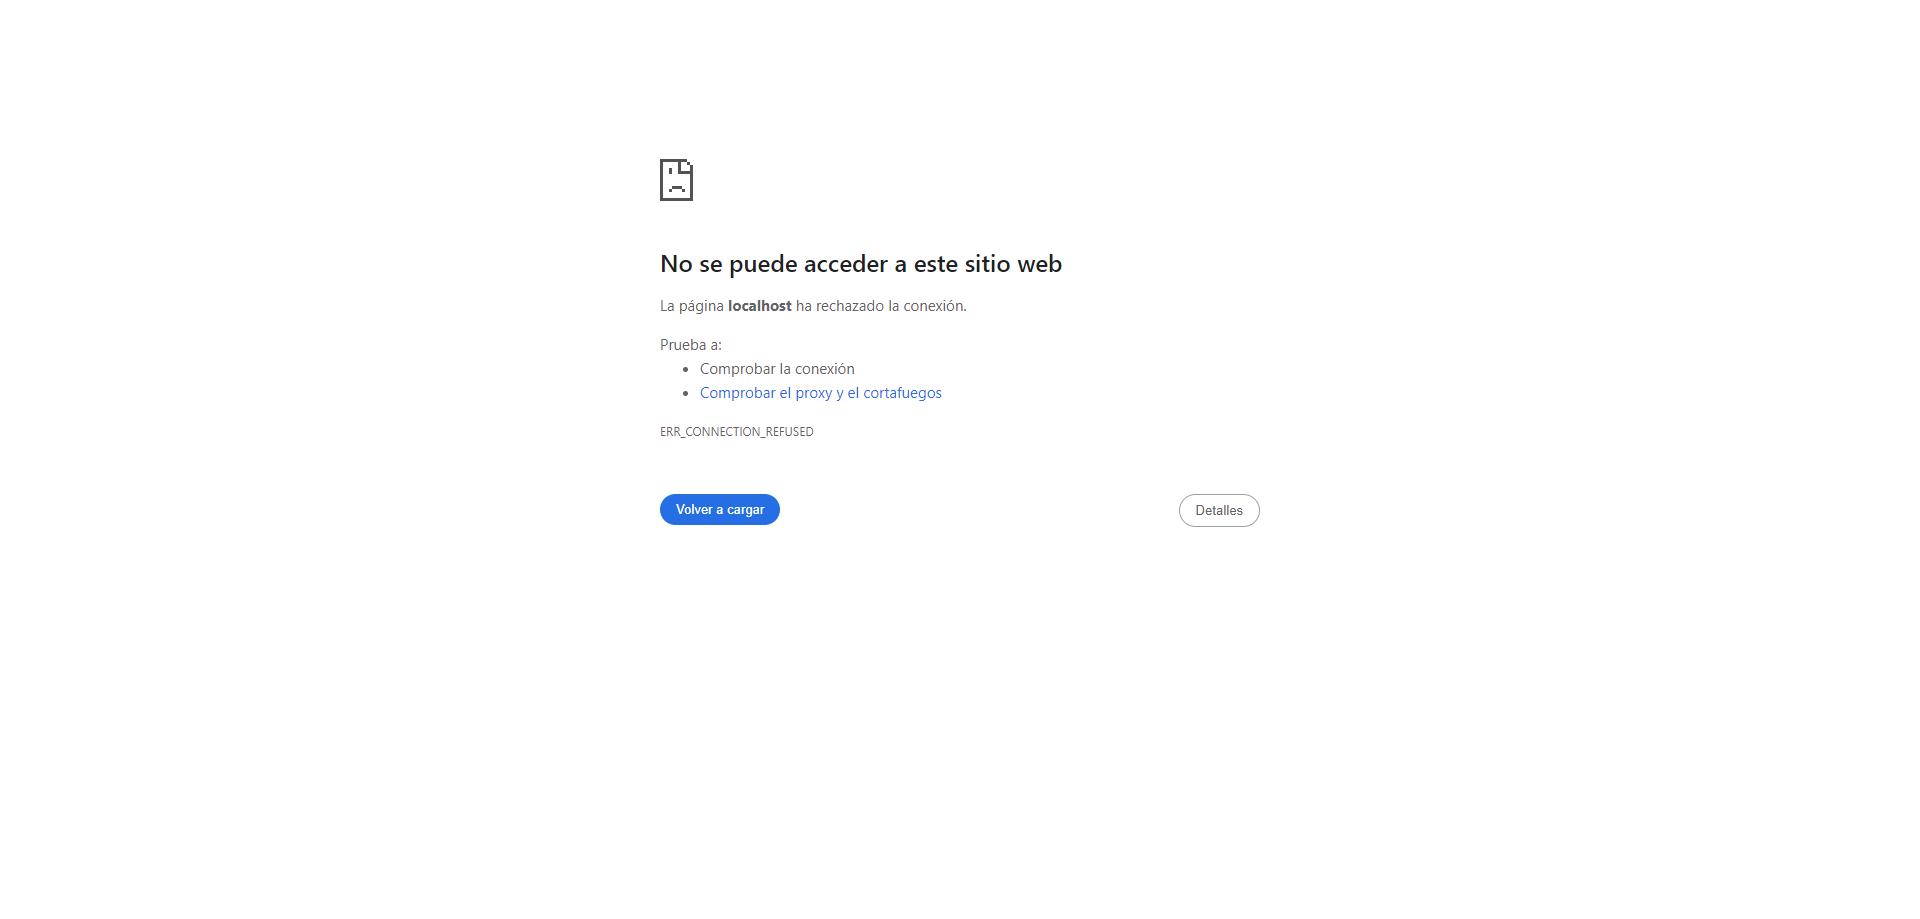 No se puede acceder a este sitio web
La página localhost ha rechazado la conexión.
Prueba a:
Comprobar la conexión
Comprobar el proxy y el cortafuegos
ERR_CONNECTION_REFUSED
Volver a cargar
Detalles